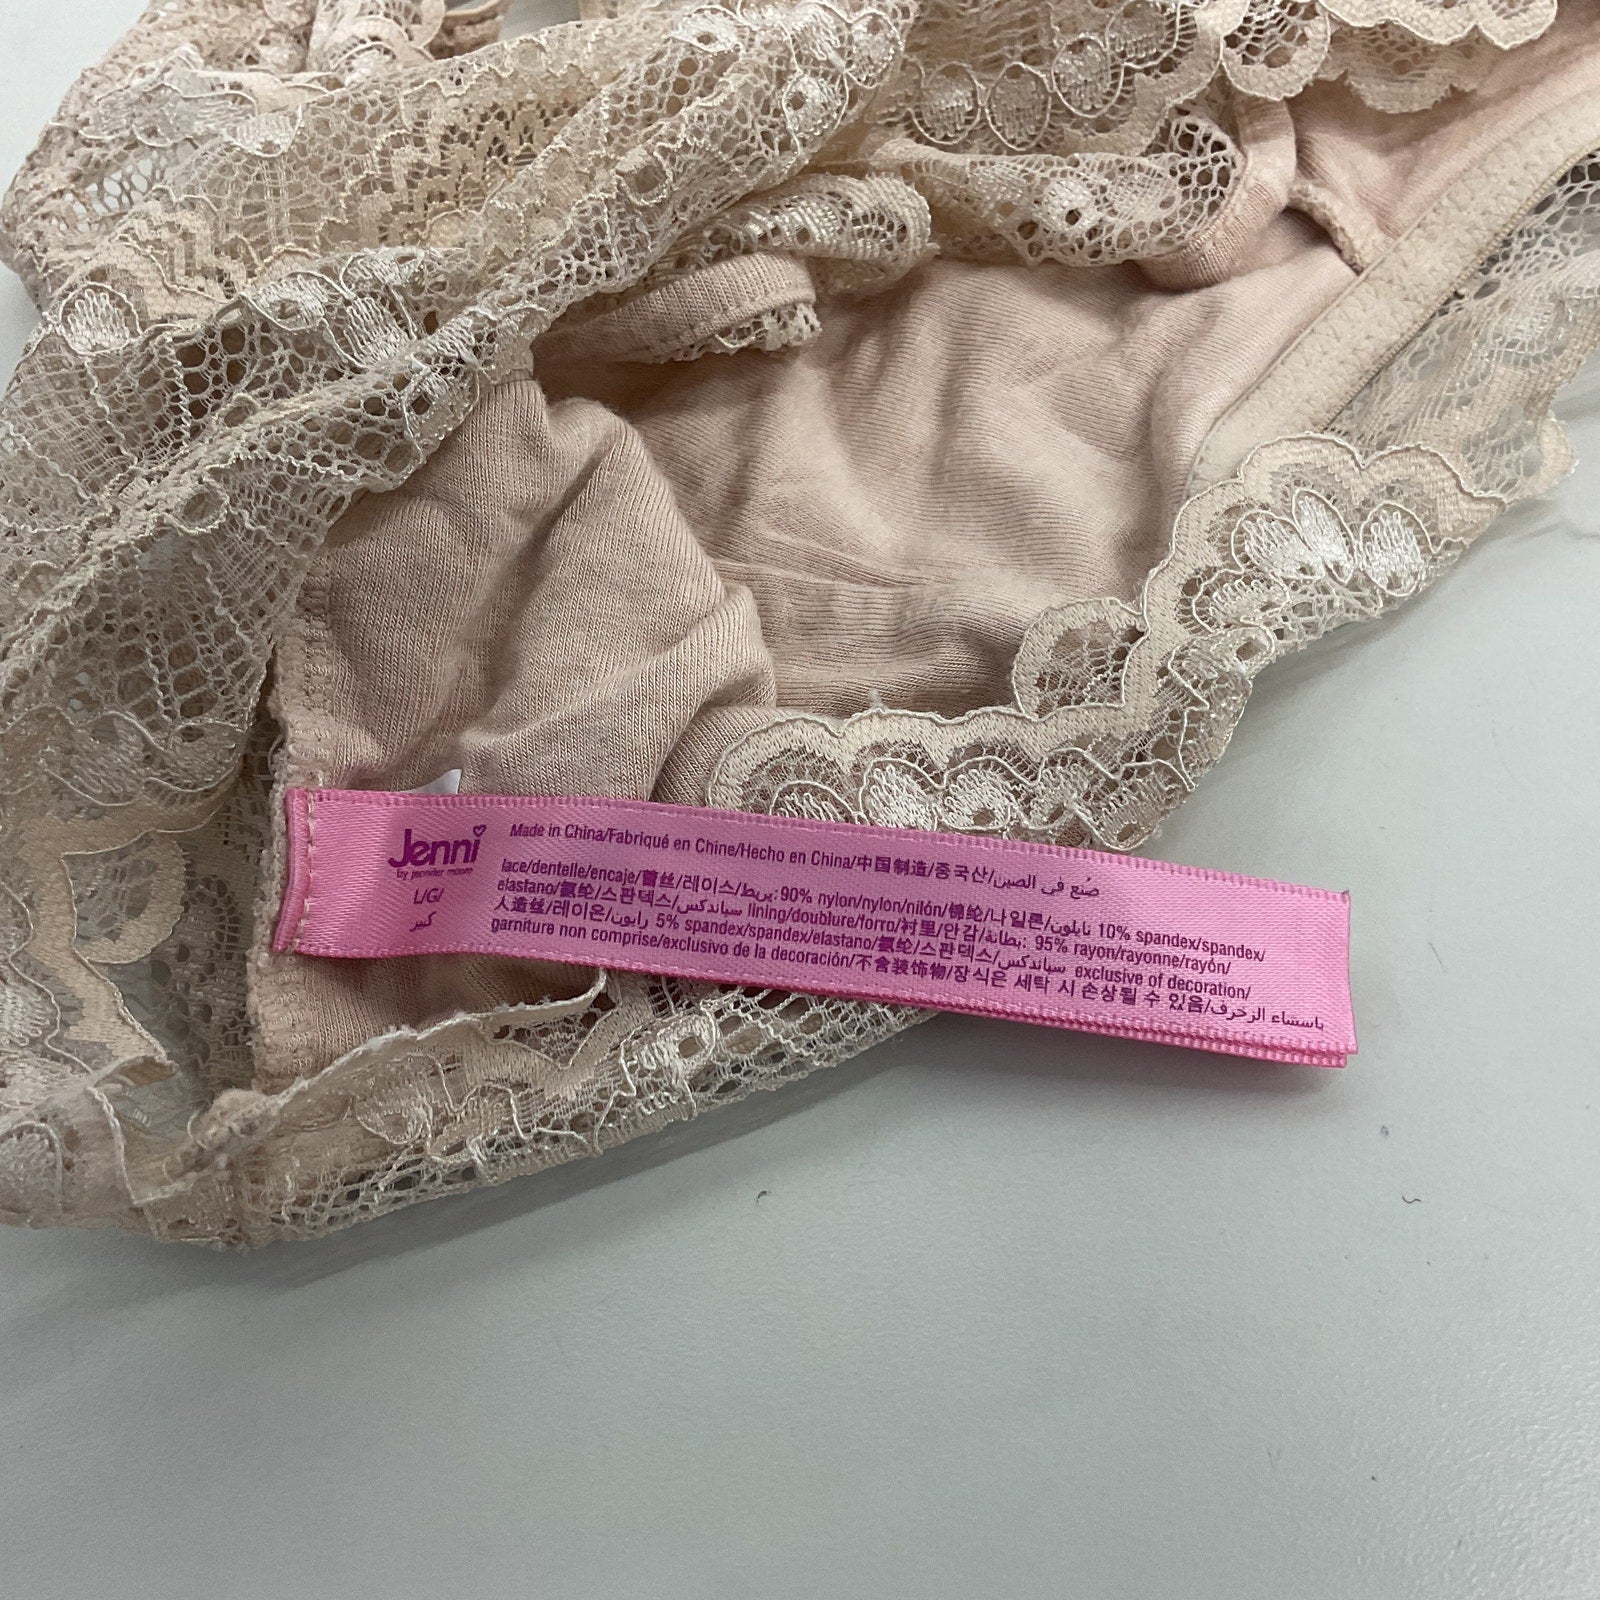 Jenni
by jennifer moore
L/G/
كبير
Made in China/Fabriqué en Chine/Hecho en China/中国制造/중국산/صُنع في الصين
lace/dentelle/encaje/蕾丝/레이스/يربط: 90% nylon/nylon/nilón/锦纶/나일론/نايلون 10% spandex/spandex/
elastano/氨纶/스판덱스/سباندكس lining/doublure/forro/衬里/안감/بطانة: 95% rayon/rayonne/rayón/
人造丝/레이온/رايون 5% spandex/spandex/elastano/氨纶/스판덱스/سباندكس exclusive of decoration/
garniture non comprise/exclusivo de la decoración/不含装饰物/장식은 세탁 시 손상될 수 있음/باستثناء الزخرف